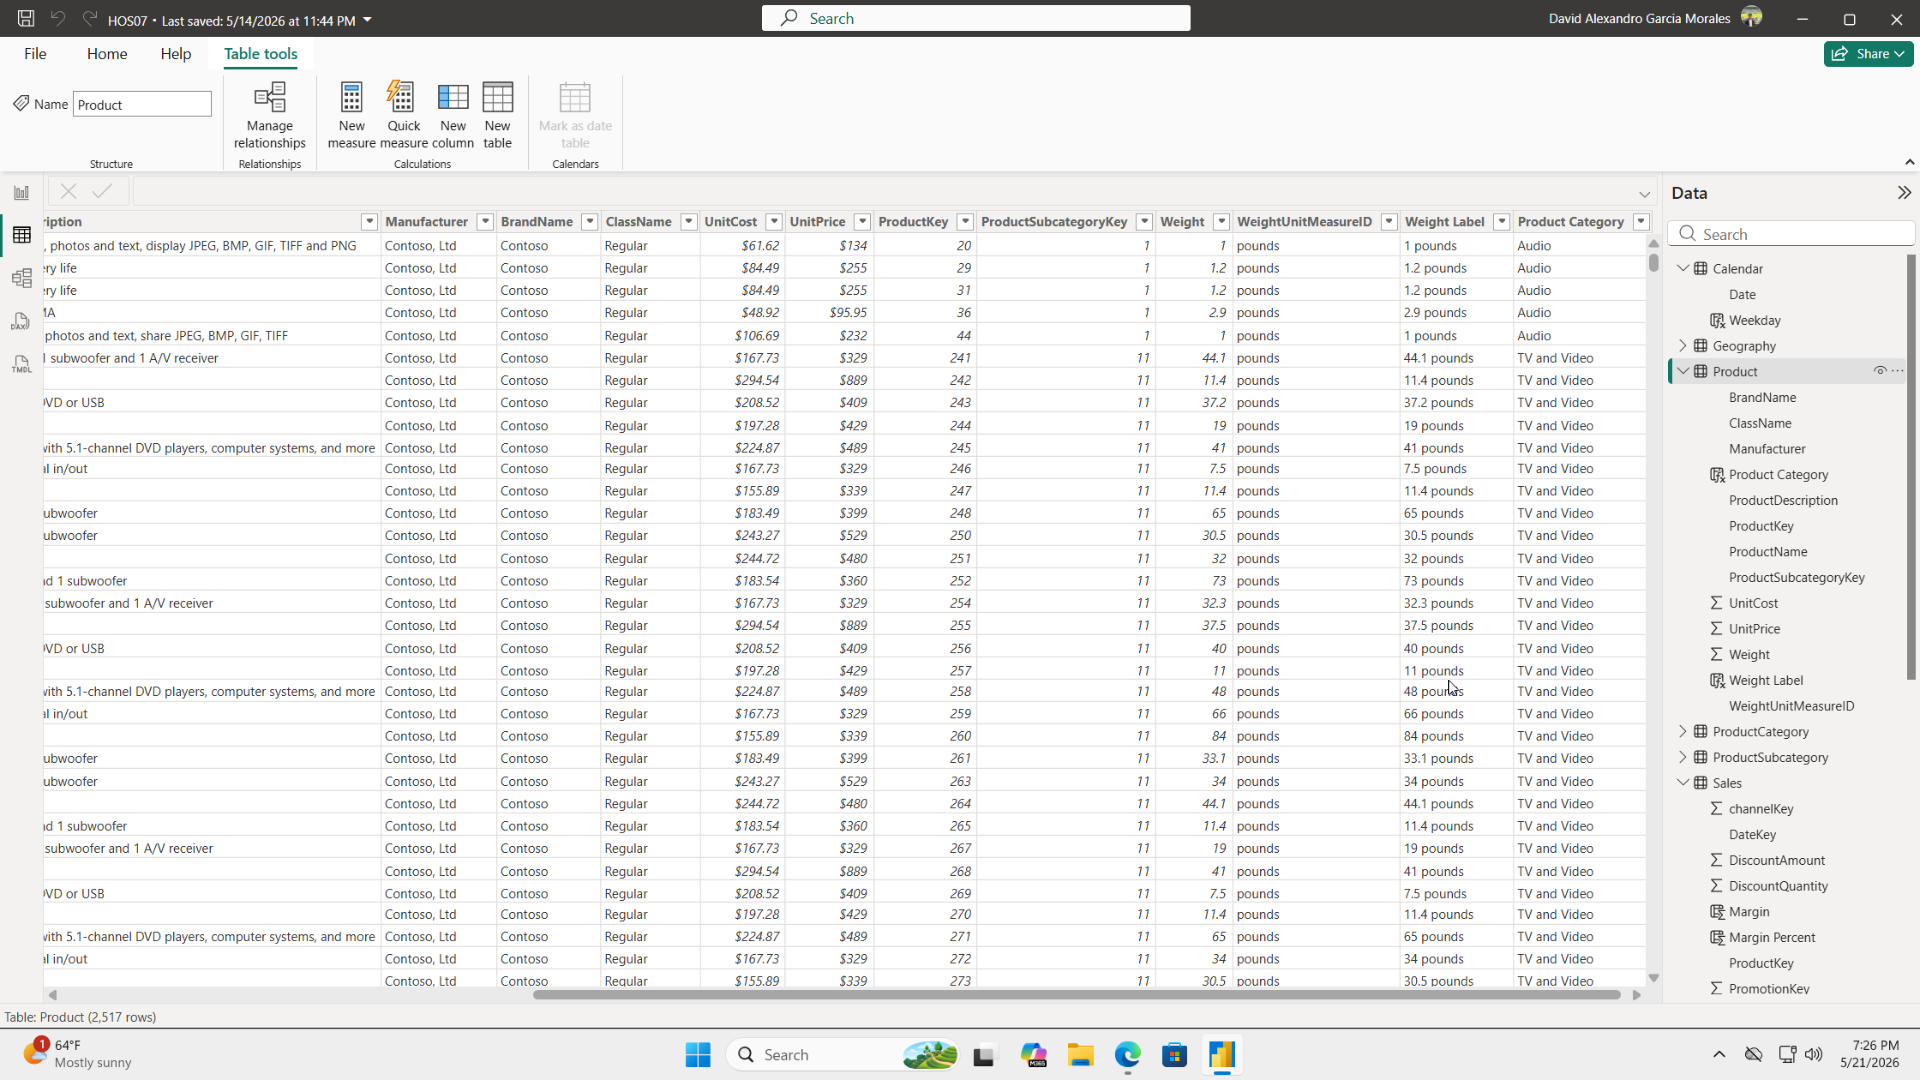 HOS07 • Last saved: 5/14/2026 at 11:44 PM
Search
David Alexandro Garcia Morales
File
Home
Help
Table tools
Share
Name
Product
Manage relationships
New measure
Quick measure
New column
New table
Mark as date table
Structure
Relationships
Calculations
Calendars
ription Manufacturer BrandName ClassName UnitCost UnitPrice ProductKey ProductSubcategoryKey Weight WeightUnitMeasureID Weight Label Product Category
, photos and text, display JPEG, BMP, GIF, TIFF and PNG Contoso, Ltd Contoso Regular $61.62 $134 20 1 1 pounds 1 pounds Audio
ery life Contoso, Ltd Contoso Regular $84.49 $255 29 1 1.2 pounds 1.2 pounds Audio
ery life Contoso, Ltd Contoso Regular $84.49 $255 31 1 1.2 pounds 1.2 pounds Audio
MA Contoso, Ltd Contoso Regular $48.92 $95.95 36 1 2.9 pounds 2.9 pounds Audio
photos and text, share JPEG, BMP, GIF, TIFF Contoso, Ltd Contoso Regular $106.69 $232 44 1 1 pounds 1 pounds Audio
l subwoofer and 1 A/V receiver Contoso, Ltd Contoso Regular $167.73 $329 241 11 44.1 pounds 44.1 pounds TV and Video
Contoso, Ltd Contoso Regular $294.54 $889 242 11 11.4 pounds 11.4 pounds TV and Video
DVD or USB Contoso, Ltd Contoso Regular $208.52 $409 243 11 37.2 pounds 37.2 pounds TV and Video
Contoso, Ltd Contoso Regular $197.28 $429 244 11 19 pounds 19 pounds TV and Video
with 5.1-channel DVD players, computer systems, and more Contoso, Ltd Contoso Regular $224.87 $489 245 11 41 pounds 41 pounds TV and Video
al in/out Contoso, Ltd Contoso Regular $167.73 $329 246 11 7.5 pounds 7.5 pounds TV and Video
Contoso, Ltd Contoso Regular $155.89 $339 247 11 11.4 pounds 11.4 pounds TV and Video
ubwoofer Contoso, Ltd Contoso Regular $183.49 $399 248 11 65 pounds 65 pounds TV and Video
ubwoofer Contoso, Ltd Contoso Regular $243.27 $529 250 11 30.5 pounds 30.5 pounds TV and Video
Contoso, Ltd Contoso Regular $244.72 $480 251 11 32 pounds 32 pounds TV and Video
nd 1 subwoofer Contoso, Ltd Contoso Regular $183.54 $360 252 11 73 pounds 73 pounds TV and Video
subwoofer and 1 A/V receiver Contoso, Ltd Contoso Regular $167.73 $329 254 11 32.3 pounds 32.3 pounds TV and Video
Contoso, Ltd Contoso Regular $294.54 $889 255 11 37.5 pounds 37.5 pounds TV and Video
DVD or USB Contoso, Ltd Contoso Regular $208.52 $409 256 11 40 pounds 40 pounds TV and Video
Contoso, Ltd Contoso Regular $197.28 $429 257 11 11 pounds 11 pounds TV and Video
with 5.1-channel DVD players, computer systems, and more Contoso, Ltd Contoso Regular $224.87 $489 258 11 48 pounds 48 pounds TV and Video
al in/out Contoso, Ltd Contoso Regular $167.73 $329 259 11 66 pounds 66 pounds TV and Video
Contoso, Ltd Contoso Regular $155.89 $339 260 11 84 pounds 84 pounds TV and Video
ubwoofer Contoso, Ltd Contoso Regular $183.49 $399 261 11 33.1 pounds 33.1 pounds TV and Video
ubwoofer Contoso, Ltd Contoso Regular $243.27 $529 263 11 34 pounds 34 pounds TV and Video
Contoso, Ltd Contoso Regular $244.72 $480 264 11 44.1 pounds 44.1 pounds TV and Video
nd 1 subwoofer Contoso, Ltd Contoso Regular $183.54 $360 265 11 11.4 pounds 11.4 pounds TV and Video
subwoofer and 1 A/V receiver Contoso, Ltd Contoso Regular $167.73 $329 267 11 19 pounds 19 pounds TV and Video
Contoso, Ltd Contoso Regular $294.54 $889 268 11 41 pounds 41 pounds TV and Video
DVD or USB Contoso, Ltd Contoso Regular $208.52 $409 269 11 7.5 pounds 7.5 pounds TV and Video
Contoso, Ltd Contoso Regular $197.28 $429 270 11 11.4 pounds 11.4 pounds TV and Video
with 5.1-channel DVD players, computer systems, and more Contoso, Ltd Contoso Regular $224.87 $489 271 11 65 pounds 65 pounds TV and Video
al in/out Contoso, Ltd Contoso Regular $167.73 $329 272 11 34 pounds 34 pounds TV and Video
Contoso, Ltd Contoso Regular $155.89 $339 273 11 30.5 pounds 30.5 pounds TV and Video
DAX
TMDL
Data
Search
Calendar
Date
Weekday
Geography
Product
BrandName
ClassName
Manufacturer
Product Category
ProductDescription
ProductKey
ProductName
ProductSubcategoryKey
UnitCost
UnitPrice
Weight
Weight Label
WeightUnitMeasureID
ProductCategory
ProductSubcategory
Sales
channelKey
DateKey
DiscountAmount
DiscountQuantity
Margin
Margin Percent
ProductKey
PromotionKey
Table: Product (2,517 rows)
1
64°F
Mostly sunny
Search
M365
7:26 PM
5/21/2026